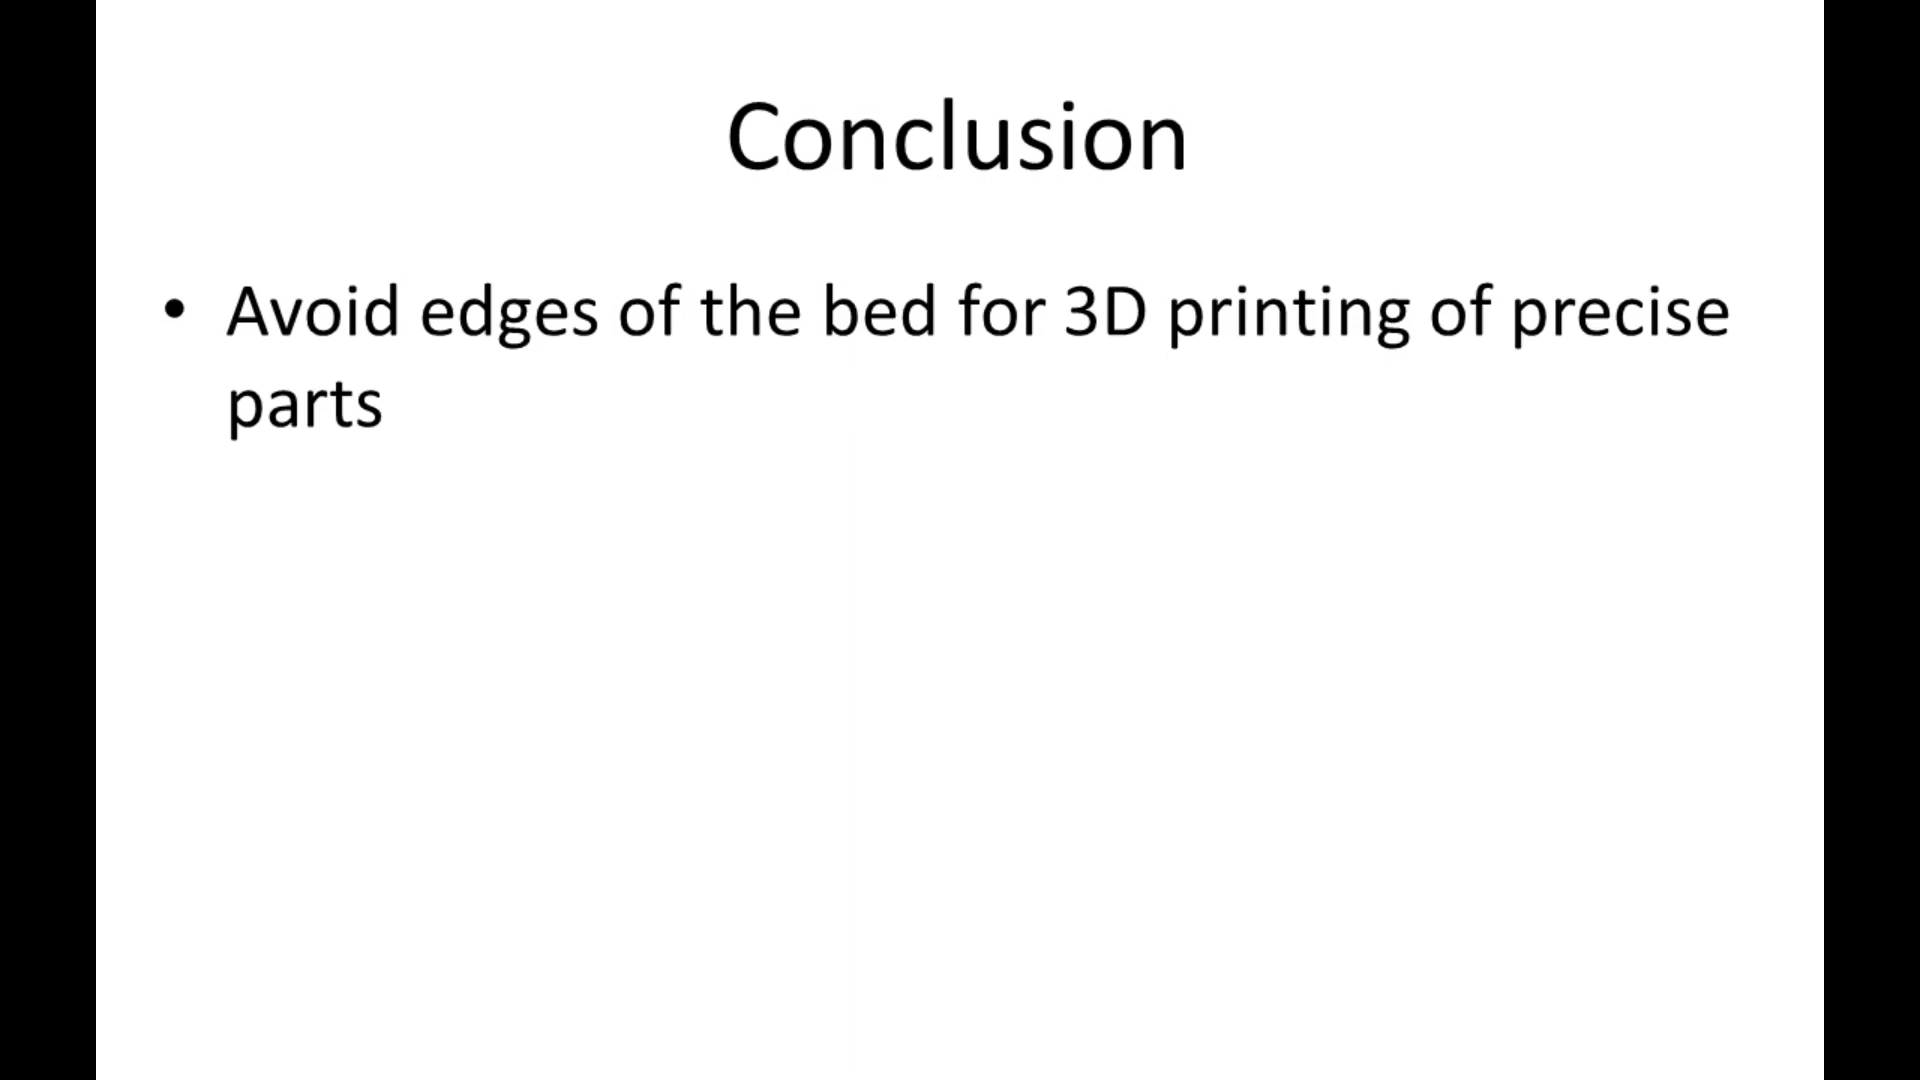 Conclusion
• Avoid edges of the bed for 3D printing of precise
parts